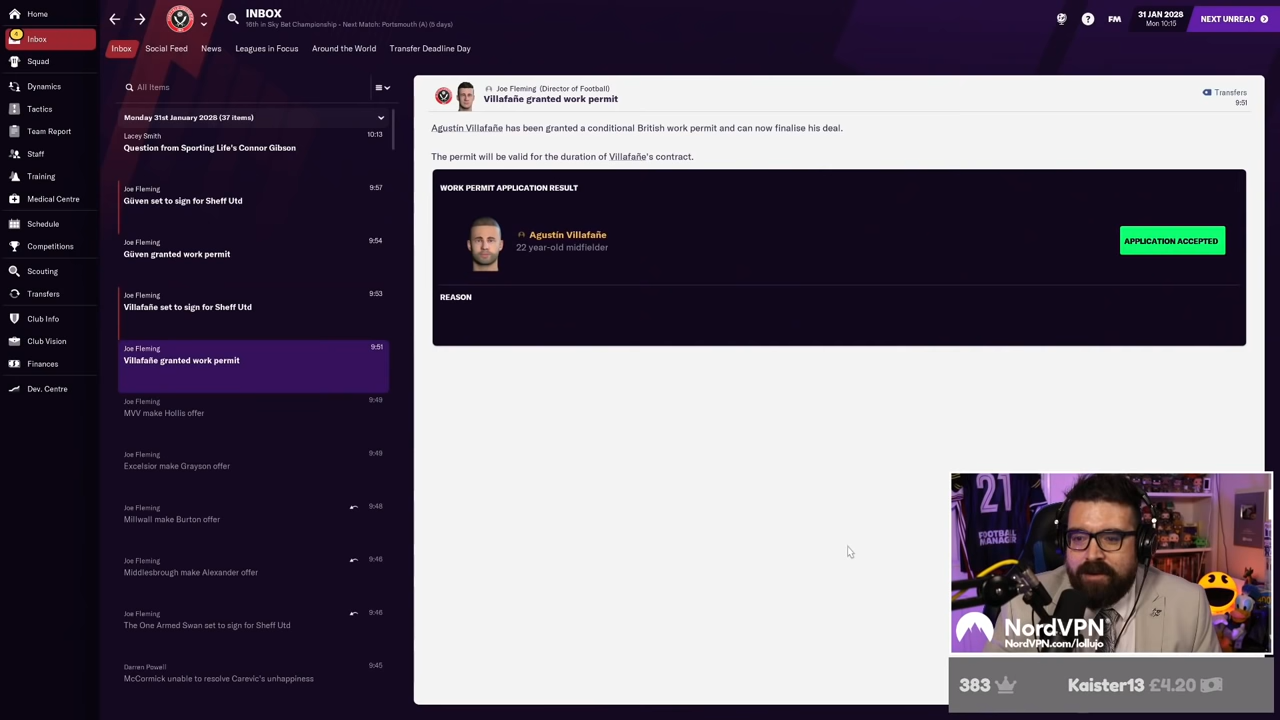 Home
4
Inbox
Squad
Dynamics
Tactics
Team Report
Staff
Training
Medical Centre
Schedule
Competitions
Scouting
Transfers
Club Info
Club Vision
Finances
Dev. Centre
INBOX
16th in Sky Bet Championship - Next Match: Portsmouth (A) (5 days)
FM
31 JAN 2028
Mon 10:15
NEXT UNREAD
Inbox Social Feed News Leagues in Focus Around the World Transfer Deadline Day
All Items
Monday 31st January 2028 (37 items)
Lacey Smith 10:13
Question from Sporting Life's Connor Gibson
Joe Fleming 9:57
Güven set to sign for Sheff Utd
Joe Fleming 9:54
Güven granted work permit
Joe Fleming 9:53
Villafañe set to sign for Sheff Utd
Joe Fleming 9:51
Villafañe granted work permit
Joe Fleming 9:49
MVV make Hollis offer
Joe Fleming 9:49
Excelsior make Grayson offer
Joe Fleming 9:48
Millwall make Burton offer
Joe Fleming 9:46
Middlesbrough make Alexander offer
Joe Fleming 9:46
The One Armed Swan set to sign for Sheff Utd
Darren Powell 9:45
McCormick unable to resolve Carevic's unhappiness
Joe Fleming (Director of Football)
Villafañe granted work permit
Transfers
9:51
Agustín Villafañe has been granted a conditional British work permit and can now finalise his deal.
The permit will be valid for the duration of Villafañe's contract.
WORK PERMIT APPLICATION RESULT
Agustín Villafañe
22 year-old midfielder
APPLICATION ACCEPTED
REASON
21
FOOTBALL
MANAGER
NordVPN
NordVPN.com/lollujo
383 Kaister13 £4.20